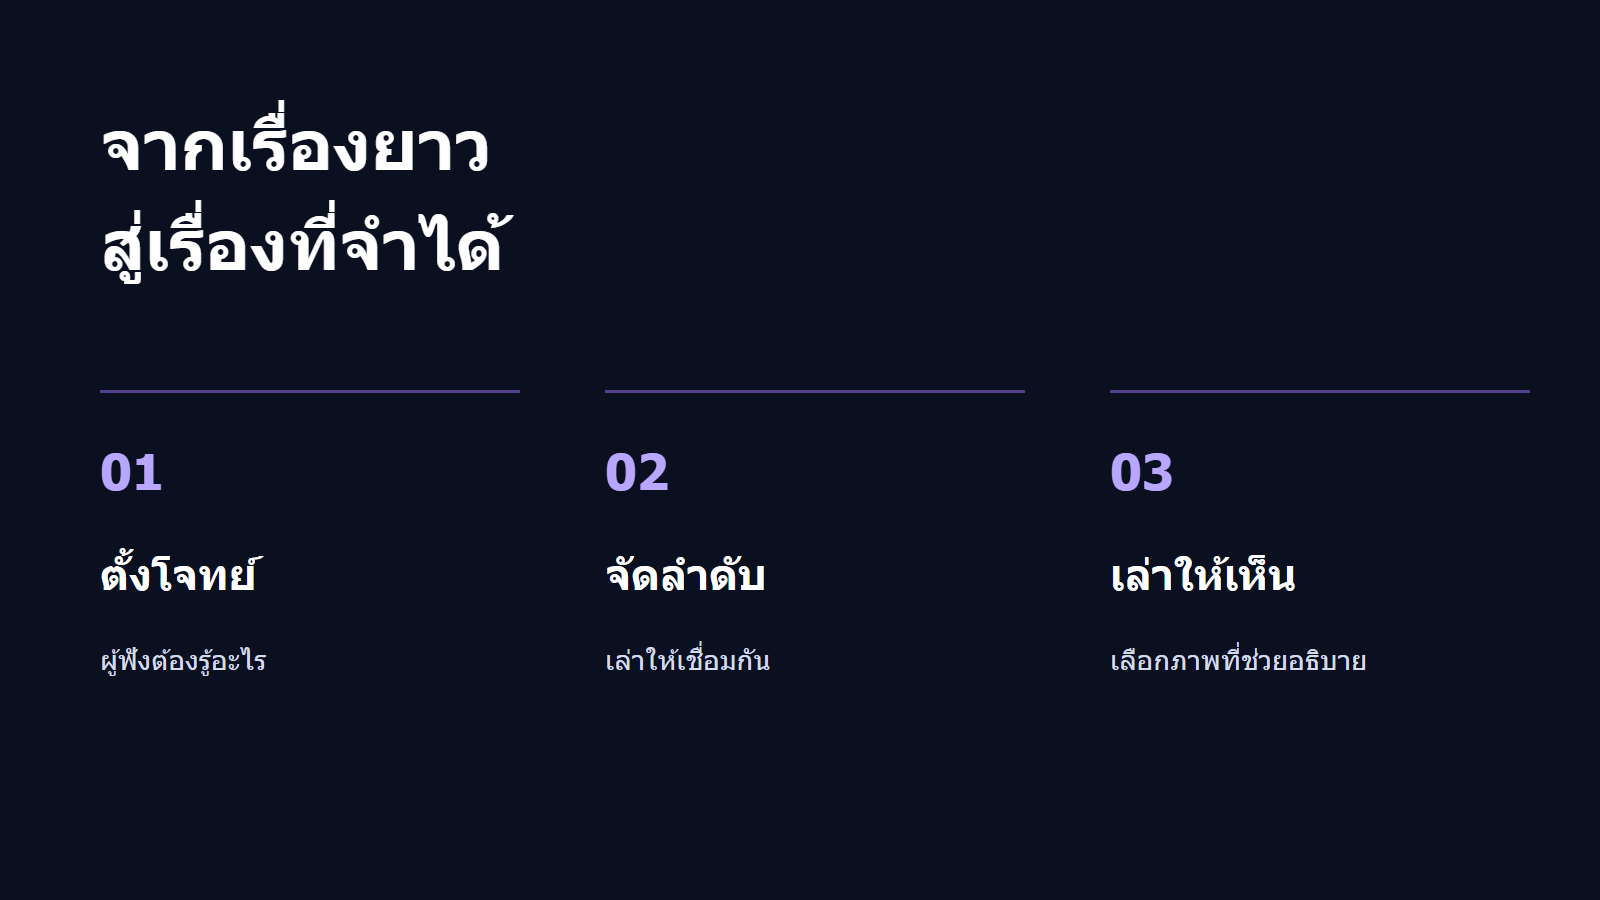 จากเรื่องยาว
สู่เรื่องที่จำได้
01
ตั้งโจทย์
ผู้ฟังต้องรู้อะไร
02
จัดลำดับ
เล่าให้เชื่อมกัน
03
เล่าให้เห็น
เลือกภาพที่ช่วยอธิบาย